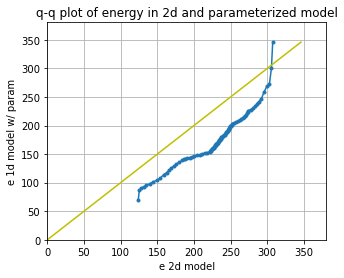 q-q plot of energy in 2d and parameterized model
e 1d model w/ param
350
300
250
200
150
100
50
0
0 50 100 150 200 250 300 350
e 2d model